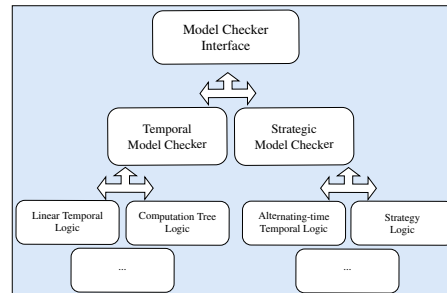 Model Checker
Interface
Temporal
Model Checker
Strategic
Model Checker
Linear Temporal
Logic
Computation Tree
Logic
Alternating-time
Temporal Logic
Strategy
Logic
...
...